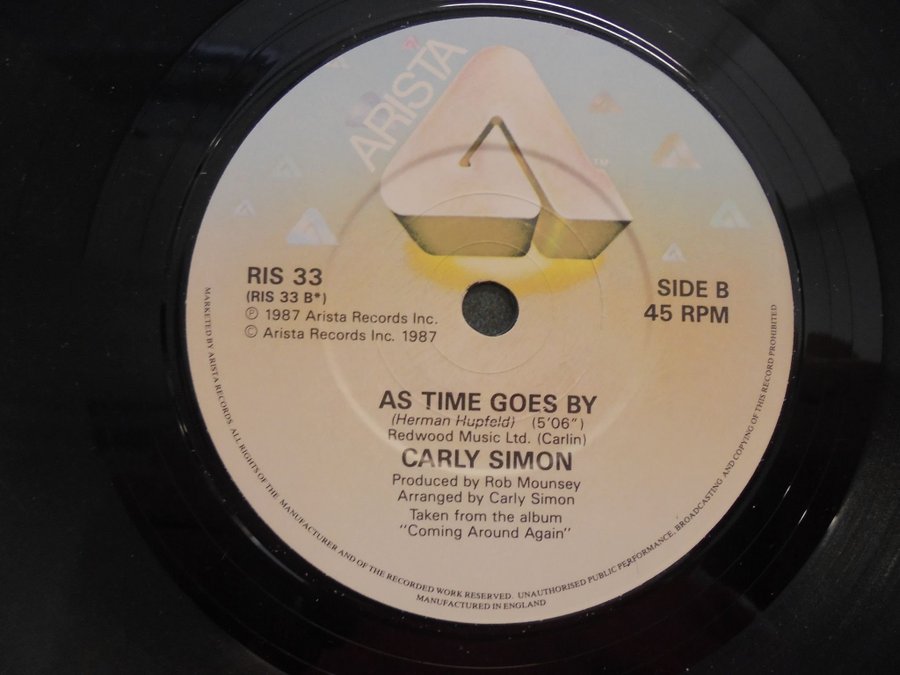 ARISTA
TM
RIS 33
(RIS 33 B*)
℗ 1987 Arista Records Inc.
© Arista Records Inc. 1987
SIDE B
45 RPM
AS TIME GOES BY
(Herman Hupfeld) (5'06")
Redwood Music Ltd. (Carlin)
CARLY SIMON
Produced by Rob Mounsey
Arranged by Carly Simon
Taken from the album
"Coming Around Again"
MARKETED BY ARISTA RECORDS. ALL RIGHTS OF THE MANUFACTURER AND OF THE RECORDED WORK RESERVED. UNAUTHORISED PUBLIC PERFORMANCE, BROADCASTING AND COPYING OF THIS RECORD PROHIBITED
MANUFACTURED IN ENGLAND